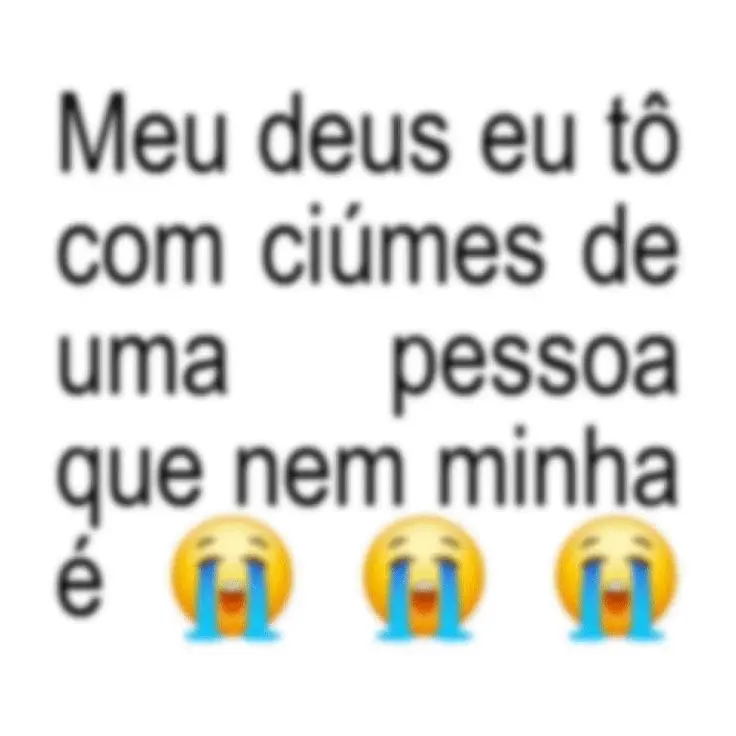 Meu deus eu tô
com ciúmes de
uma pessoa
que nem minha
é 😭 😭 😭